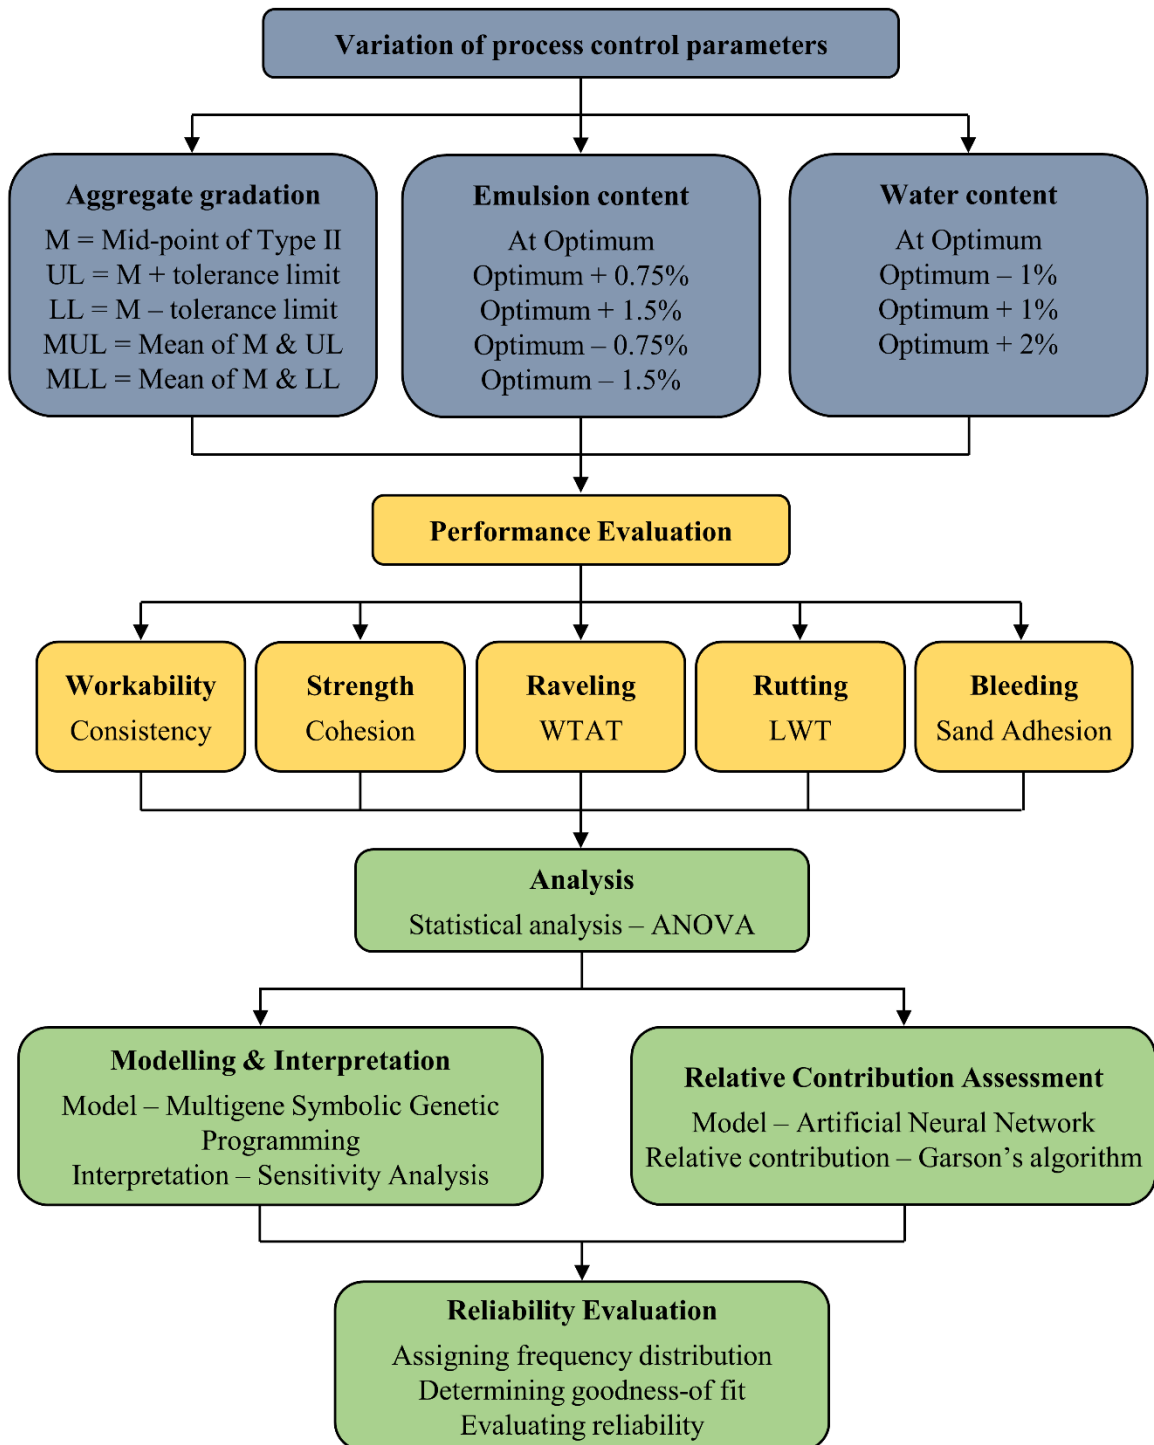 Variation of process control parameters
Aggregate gradation
M = Mid-point of Type II
UL = M + tolerance limit
LL = M – tolerance limit
MUL = Mean of M & UL
MLL = Mean of M & LL
Emulsion content
At Optimum
Optimum + 0.75%
Optimum + 1.5%
Optimum – 0.75%
Optimum – 1.5%
Water content
At Optimum
Optimum – 1%
Optimum + 1%
Optimum + 2%
Performance Evaluation
Workability
Consistency
Strength
Cohesion
Raveling
WTAT
Rutting
LWT
Bleeding
Sand Adhesion
Analysis
Statistical analysis – ANOVA
Modelling & Interpretation
Model – Multigene Symbolic Genetic
Programming
Interpretation – Sensitivity Analysis
Relative Contribution Assessment
Model – Artificial Neural Network
Relative contribution – Garson’s algorithm
Reliability Evaluation
Assigning frequency distribution
Determining goodness-of fit
Evaluating reliability